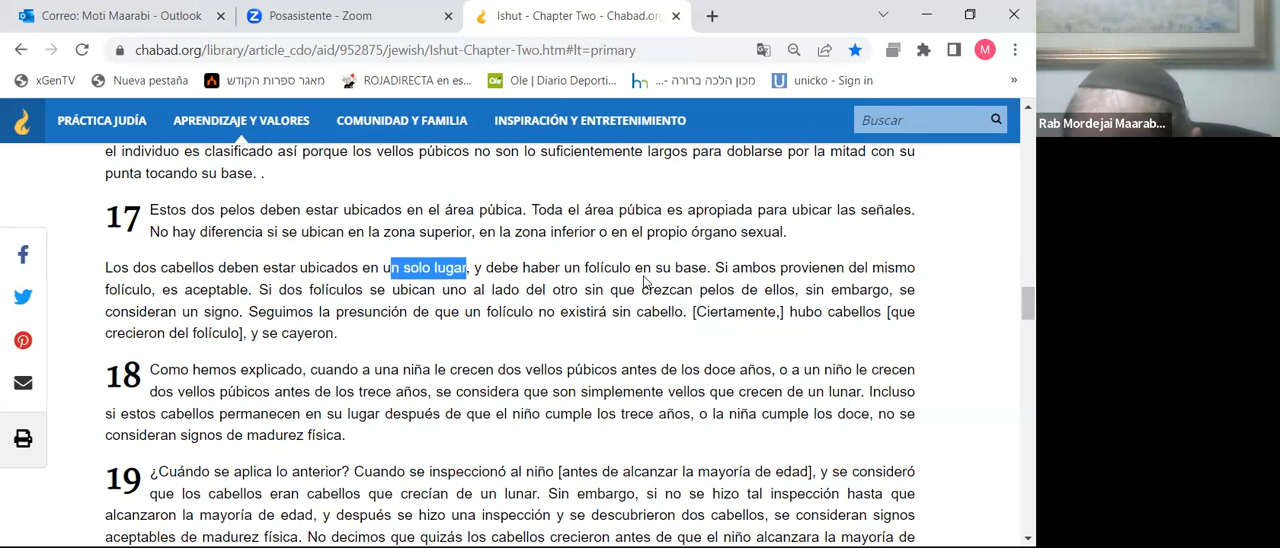 Correo: Moti Maarabi - Outlook
Posasistente - Zoom
Ishut - Chapter Two - Chabad.org
chabad.org/library/article_cdo/aid/952875/jewish/Ishut-Chapter-Two.htm#lt=primary
M
xGenTV
Nueva pestaña
מאגר ספרות הקודש
ROJADIRECTA en es...
Ole
Ole | Diario Deporti...
מכון הלכה ברורה -...
unicko - Sign in
»
Rab Mordejai Maarab...
PRÁCTICA JUDÍA
APRENDIZAJE Y VALORES
COMUNIDAD Y FAMILIA
INSPIRACIÓN Y ENTRETENIMIENTO
Buscar
el individuo es clasificado así porque los vellos púbicos no son lo suficientemente largos para doblarse por la mitad con su
punta tocando su base. .
17 Estos dos pelos deben estar ubicados en el área púbica. Toda el área púbica es apropiada para ubicar las señales.
No hay diferencia si se ubican en la zona superior, en la zona inferior o en el propio órgano sexual.
Los dos cabellos deben estar ubicados en un solo lugar, y debe haber un folículo en su base. Si ambos provienen del mismo
folículo, es aceptable. Si dos folículos se ubican uno al lado del otro sin que crezcan pelos de ellos, sin embargo, se
consideran un signo. Seguimos la presunción de que un folículo no existirá sin cabello. [Ciertamente,] hubo cabellos [que
crecieron del folículo], y se cayeron.
18 Como hemos explicado, cuando a una niña le crecen dos vellos púbicos antes de los doce años, o a un niño le crecen
dos vellos púbicos antes de los trece años, se considera que son simplemente vellos que crecen de un lunar. Incluso
si estos cabellos permanecen en su lugar después de que el niño cumple los trece años, o la niña cumple los doce, no se
consideran signos de madurez física.
19 ¿Cuándo se aplica lo anterior? Cuando se inspeccionó al niño [antes de alcanzar la mayoría de edad], y se consideró
que los cabellos eran cabellos que crecían de un lunar. Sin embargo, si no se hizo tal inspección hasta que
alcanzaron la mayoría de edad, y después se hizo una inspección y se descubrieron dos cabellos, se consideran signos
aceptables de madurez física. No decimos que quizás los cabellos crecieron antes de que el niño alcanzara la mayoría de